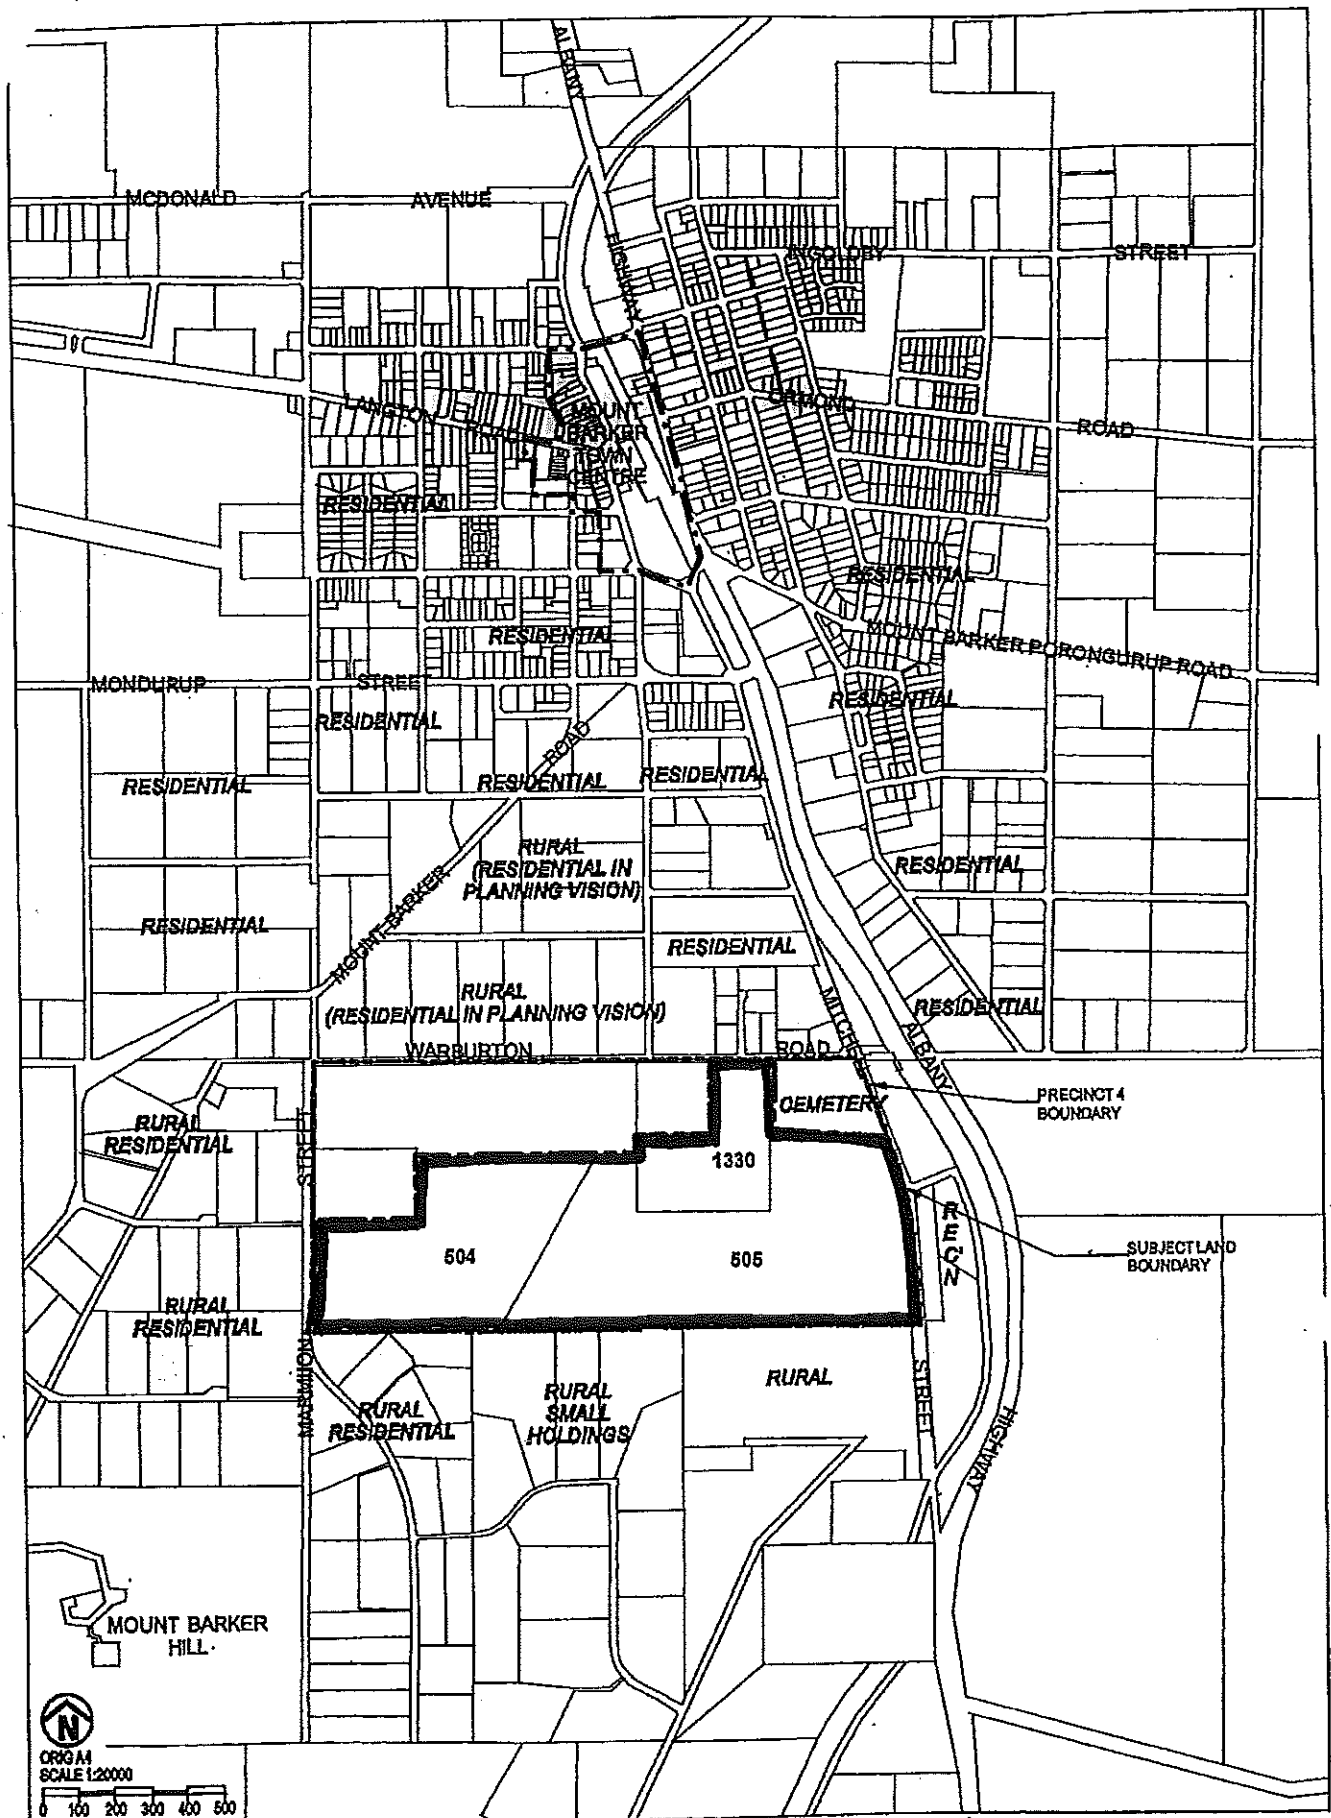 ALBANY
MCDONALD
AVENUE
HIGHWAY
INGOLDBY
STREET
LANGTON
ROAD
MOUNT
BARKER
TOWN
CENTRE
ORMOND
ROAD
RESIDENTIAL
RESIDENTIAL
RESIDENTIAL
MOUNT BARKER PORONGURUP ROAD
MONDURUP
STREET
RESIDENTIAL
RESIDENTIAL
ROAD
RESIDENTIAL
RESIDENTIAL
RESIDENTIAL
RURAL
(RESIDENTIAL IN
PLANNING VISION)
RESIDENTIAL
MOUNT BARKER
RESIDENTIAL
RESIDENTIAL
RURAL
(RESIDENTIAL IN PLANNING VISION)
MITCHELL
RESIDENTIAL
ALBANY
WARBURTON
ROAD
PRECINCT 4
BOUNDARY
CEMETERY
RURAL
RESIDENTIAL
STREET
1330
RECN
504
505
SUBJECT LAND
BOUNDARY
RURAL
RESIDENTIAL
MARMION
RURAL
RESIDENTIAL
RURAL
SMALL
HOLDINGS
RURAL
STREET
HIGHWAY
MOUNT BARKER
HILL
N
ORIG A4
SCALE 1:20000
0 100 200 300 400 500